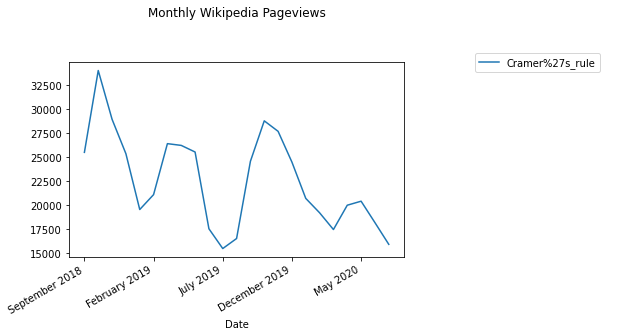 Monthly Wikipedia Pageviews
Cramer%27s_rule
32500
30000
27500
25000
22500
20000
17500
15000
September 2018
February 2019
July 2019
December 2019
May 2020
Date